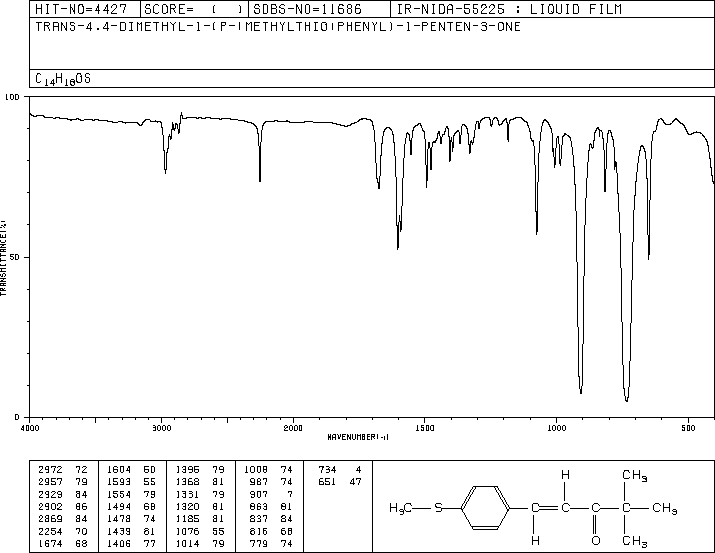 HIT-NO=4427 SCORE= ( ) SDBS-NO=11686 IR-NIDA-55225 : LIQUID FILM
TRANS-4,4-DIMETHYL-1-(P-(METHYLTHIO)PHENYL)-1-PENTEN-3-ONE
C14H18OS
100
50
0
TRANSMITTANCE(%)
4000 3000 2000 1500 1000 500
WAVENUMBER(-1)
2972 72 1604 60 1396 79 1008 74 734 4
2957 79 1593 55 1368 81 987 74 651 47
2929 84 1554 79 1331 79 907 7
2902 86 1494 68 1320 81 863 81
2869 84 1478 74 1185 81 837 84
2254 70 1439 81 1076 55 816 68
1674 68 1406 77 1014 79 779 74
H CH3
H3C S C C C C CH3
H O CH3